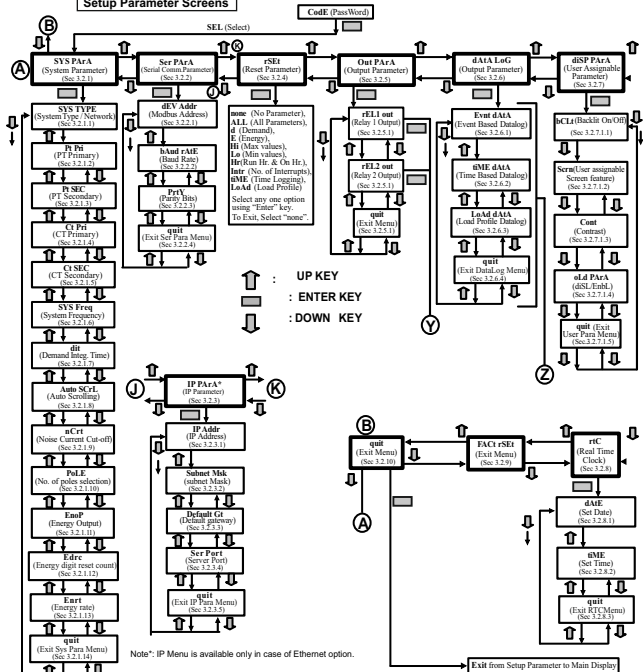 Setup Parameter Screens
CodE (PassWord)
SEL (Select)
B
A
SYS PArA
(System Parameter)
(Sec 3.2.1)
Ser PArA
(Serial Comm.Parameter)
(Sec 3.2.2)
K
J
rSEt
(Reset Parameter)
(Sec 3.2.4)
Out PArA
(Output Parameter)
(Sec 3.2.5)
dAtA LoG
(Output Parameter)
(Sec 3.2.6)
diSP PArA
(User Assignable
Parameter)
(Sec 3.2.7)
SYS TYPE
(System Type / Network)
(Sec 3.2.1.1)
Pt Pri
(PT Primary)
(Sec 3.2.1.2)
Pt SEC
(PT Secondary)
(Sec 3.2.1.3)
Ct Pri
(CT Primary)
(Sec 3.2.1.4)
Ct SEC
(CT Secondary)
(Sec 3.2.1.5)
SYS Freq
(System Frequency)
(Sec 3.2.1.6)
dit
(Demand Integ. Time)
(Sec 3.2.1.7)
Auto SCrL
(Auto Scrolling)
(Sec 3.2.1.8)
nCrt
(Noise Current Cut-off)
(Sec 3.2.1.9)
PoLE
(No. of poles selection)
(Sec 3.2.1.10)
EnoP
(Energy Output)
(Sec 3.2.1.11)
Edrc
(Energy digit reset count)
(Sec 3.2.1.12)
Enrt
(Energy rate)
(Sec 3.2.1.13)
quit
(Exit Sys Para Menu)
(Sec 3.2.1.14)
dEV Addr
(Modbus Address)
(Sec 3.2.2.1)
bAud rAtE
(Baud Rate)
(Sec 3.2.2.2)
PrtY
(Parity Bits)
(Sec 3.2.2.3)
quit
(Exit Ser Para Menu)
(Sec 3.2.2.4)
none (No Parameter),
ALL (All Parameters),
d (Demand),
E (Energy),
Hi (Max values),
Lo (Min values),
Hr(Run Hr. & On Hr.),
Intr (No. of Interrupts),
tiME (Time Logging),
LoAd (Load Profile)
Select any one option
using "Enter" key.
To Exit, Select "none".
rEL1 out
(Relay 1 Output)
(Sec 3.2.5.1)
rEL2 out
(Relay 2 Output)
(Sec 3.2.5.1)
quit
(Exit Menu)
(Sec 3.2.5.1)
Y
Evnt dAtA
(Event Based Datalog)
(Sec 3.2.6.1)
tiME dAtA
(Time Based Datalog)
(Sec 3.2.6.2)
LoAd dAtA
(Load Profile Datalog)
(Sec 3.2.6.3)
quit
(Exit DataLog Menu)
(Sec 3.2.6.4)
Z
bCLt(Backlit On/Off)
(Sec 3.2.7.1.1)
Scrn(User assignable
Screen feature)
(Sec 3.2.7.1.2)
Cont
(Contrast)
(Sec 3.2.7.1.3)
oLd PArA
(diSL/EnbL)
(Sec 3.2.7.1.4)
quit (Exit
User Para Menu)
(Sec.3.2.7.1.5)
: UP KEY
: ENTER KEY
: DOWN KEY
J
IP PArA*
(IP Parameter)
(Sec 3.2.3)
K
IP Addr
(IP Address)
(Sec 3.2.3.1)
Subnet Msk
(subnet Mask)
(Sec 3.2.3.2)
Default Gt
(Default gateway)
(Sec 3.2.3.3)
Ser Port
(Server Port)
(Sec 3.2.3.4)
quit
(Exit IP Para Menu)
(Sec 3.2.3.5)
Note*: IP Menu is available only in case of Ethernet option.
B
quit
(Exit Menu)
(Sec 3.2.10)
A
FACt rSEt
(Exit Menu)
(Sec 3.2.9)
rtC
(Real Time
Clock)
(Sec 3.2.8)
dAtE
(Set Date)
(Sec 3.2.8.1)
tiME
(Set Time)
(Sec 3.2.8.2)
quit
(Exit RTCMenu)
(Sec 3.2.8.3)
Exit from Setup Parameter to Main Display